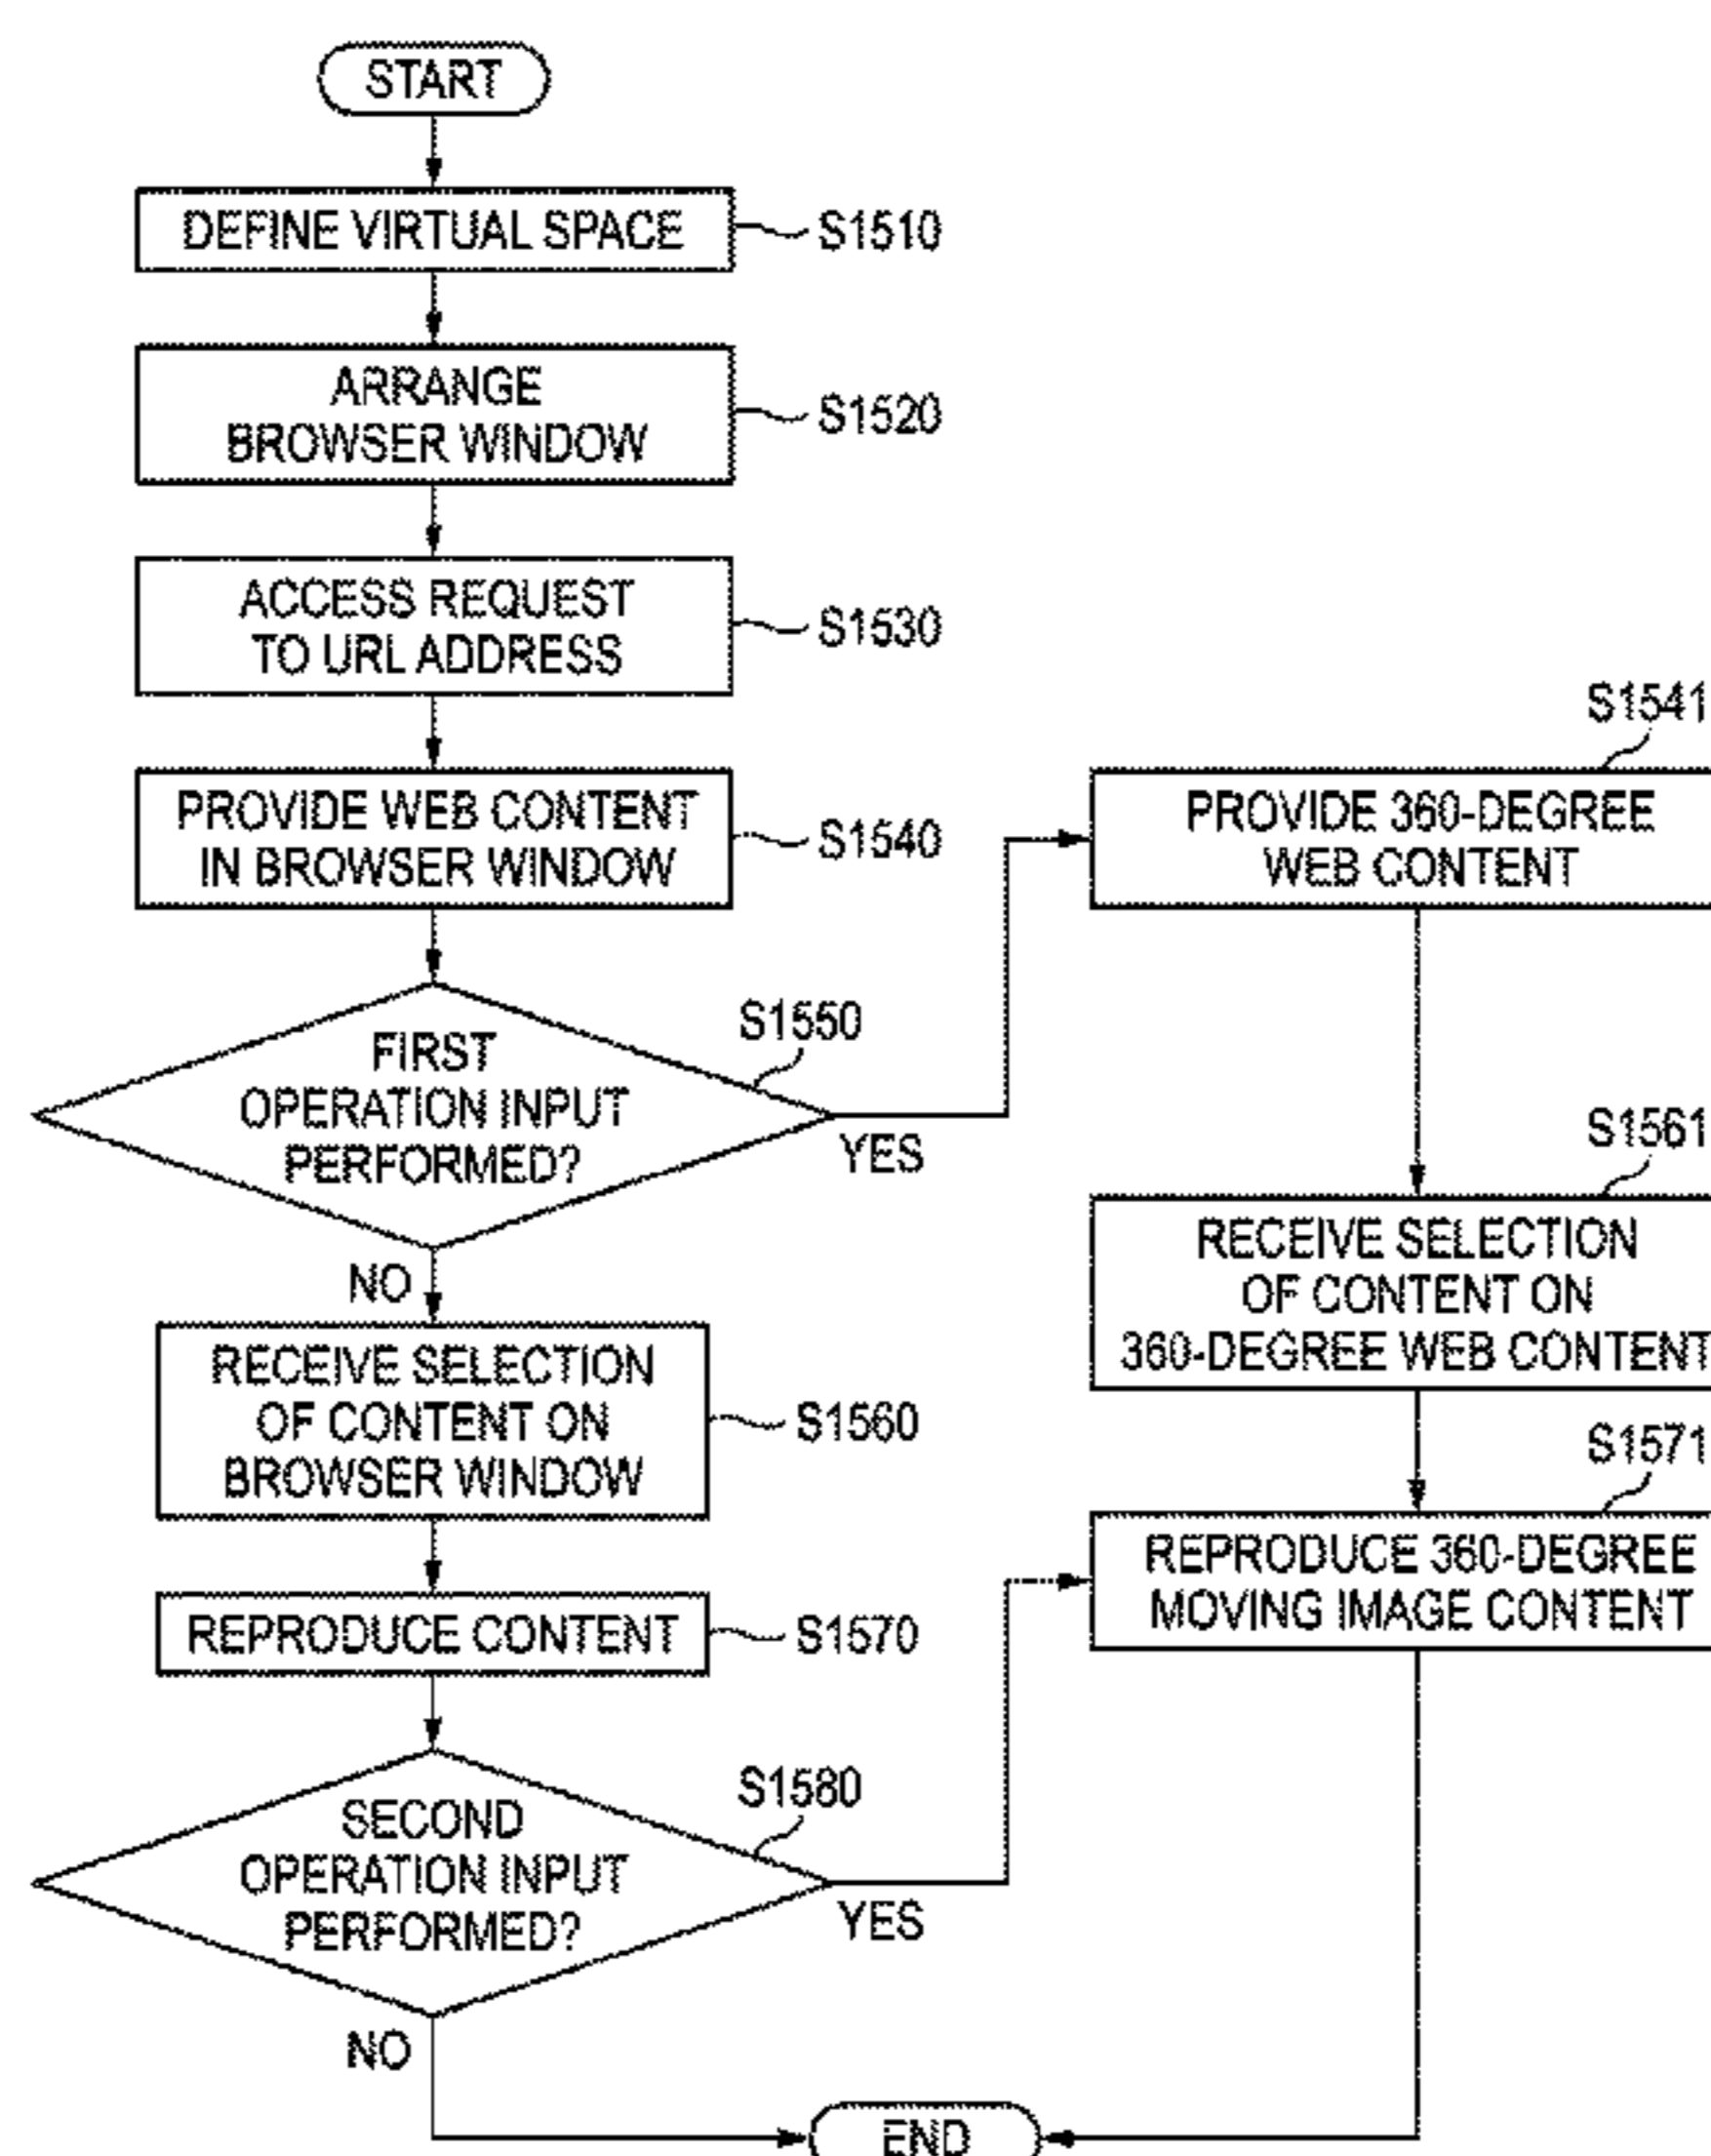 START
DEFINE VIRTUAL SPACE
S1510
ARRANGE
BROWSER WINDOW
S1520
ACCESS REQUEST
TO URL ADDRESS
S1530
PROVIDE WEB CONTENT
IN BROWSER WINDOW
S1540
S1541
PROVIDE 360-DEGREE
WEB CONTENT
FIRST
OPERATION INPUT
PERFORMED?
S1550
YES
NO
S1561
RECEIVE SELECTION
OF CONTENT ON
360-DEGREE WEB CONTENT
RECEIVE SELECTION
OF CONTENT ON
BROWSER WINDOW
S1560
S1571
REPRODUCE 360-DEGREE
MOVING IMAGE CONTENT
REPRODUCE CONTENT
S1570
SECOND
OPERATION INPUT
PERFORMED?
S1580
YES
NO
END